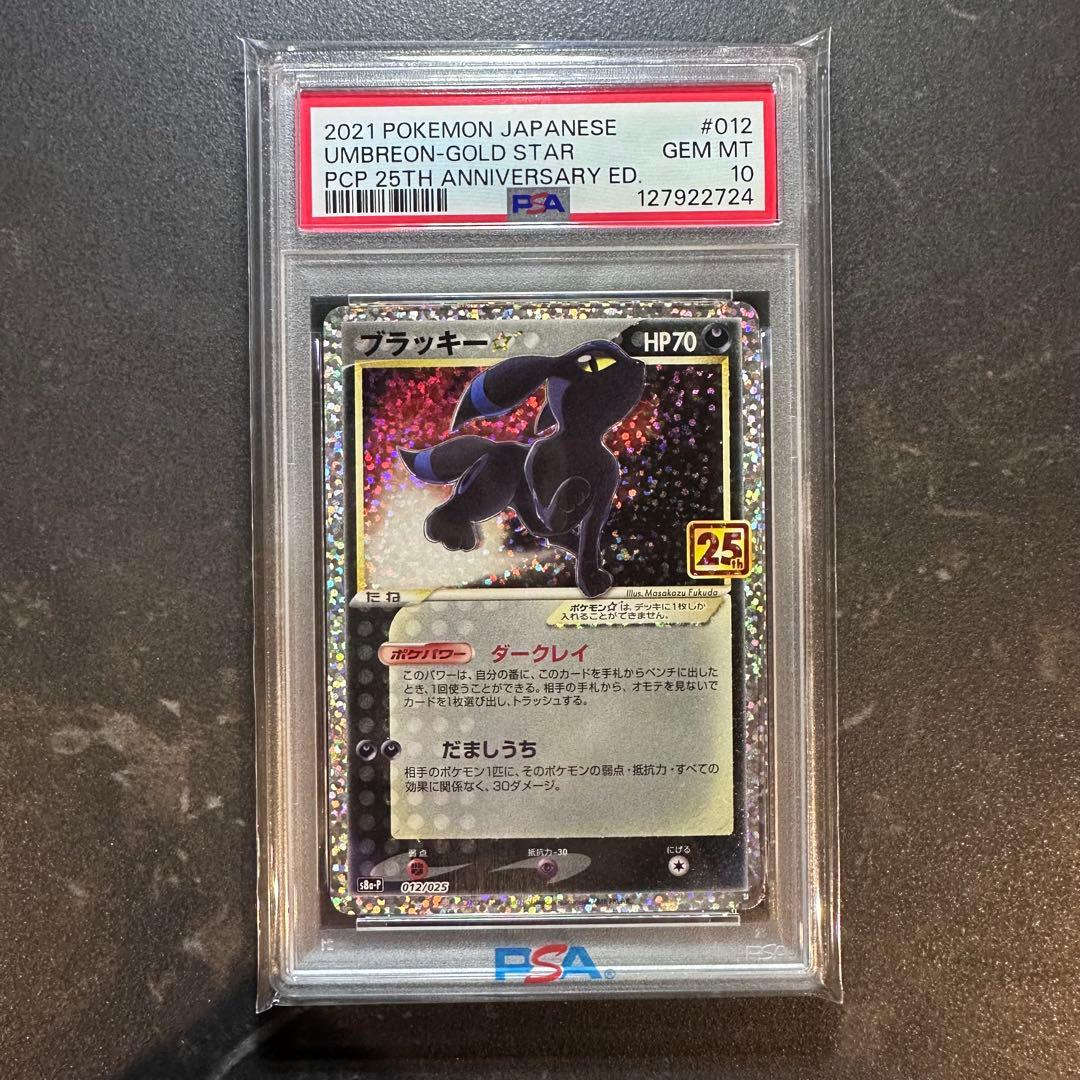 2021 POKEMON JAPANESE #012
UMBREON-GOLD STAR GEM MT
PCP 25TH ANNIVERSARY ED. 10
PSA 127922724
ブラッキー☆ HP70
25th
たね
Illus. Masakazu Fukuda
ポケモン☆は、デッキに1枚しか
入れることができません。
ポケパワー ダークレイ
このパワーは、自分の番に、このカードを手札からベンチに出した
とき、1回使うことができる。相手の手札から、オモテを見ないで
カードを1枚選び出し、トラッシュする。
だましうち
相手のポケモン1匹に、そのポケモンの弱点・抵抗力・すべての
効果に関係なく、30ダメージ。
弱点 抵抗力-30 にげる
s8a-P 012/025
PSA®
PSA